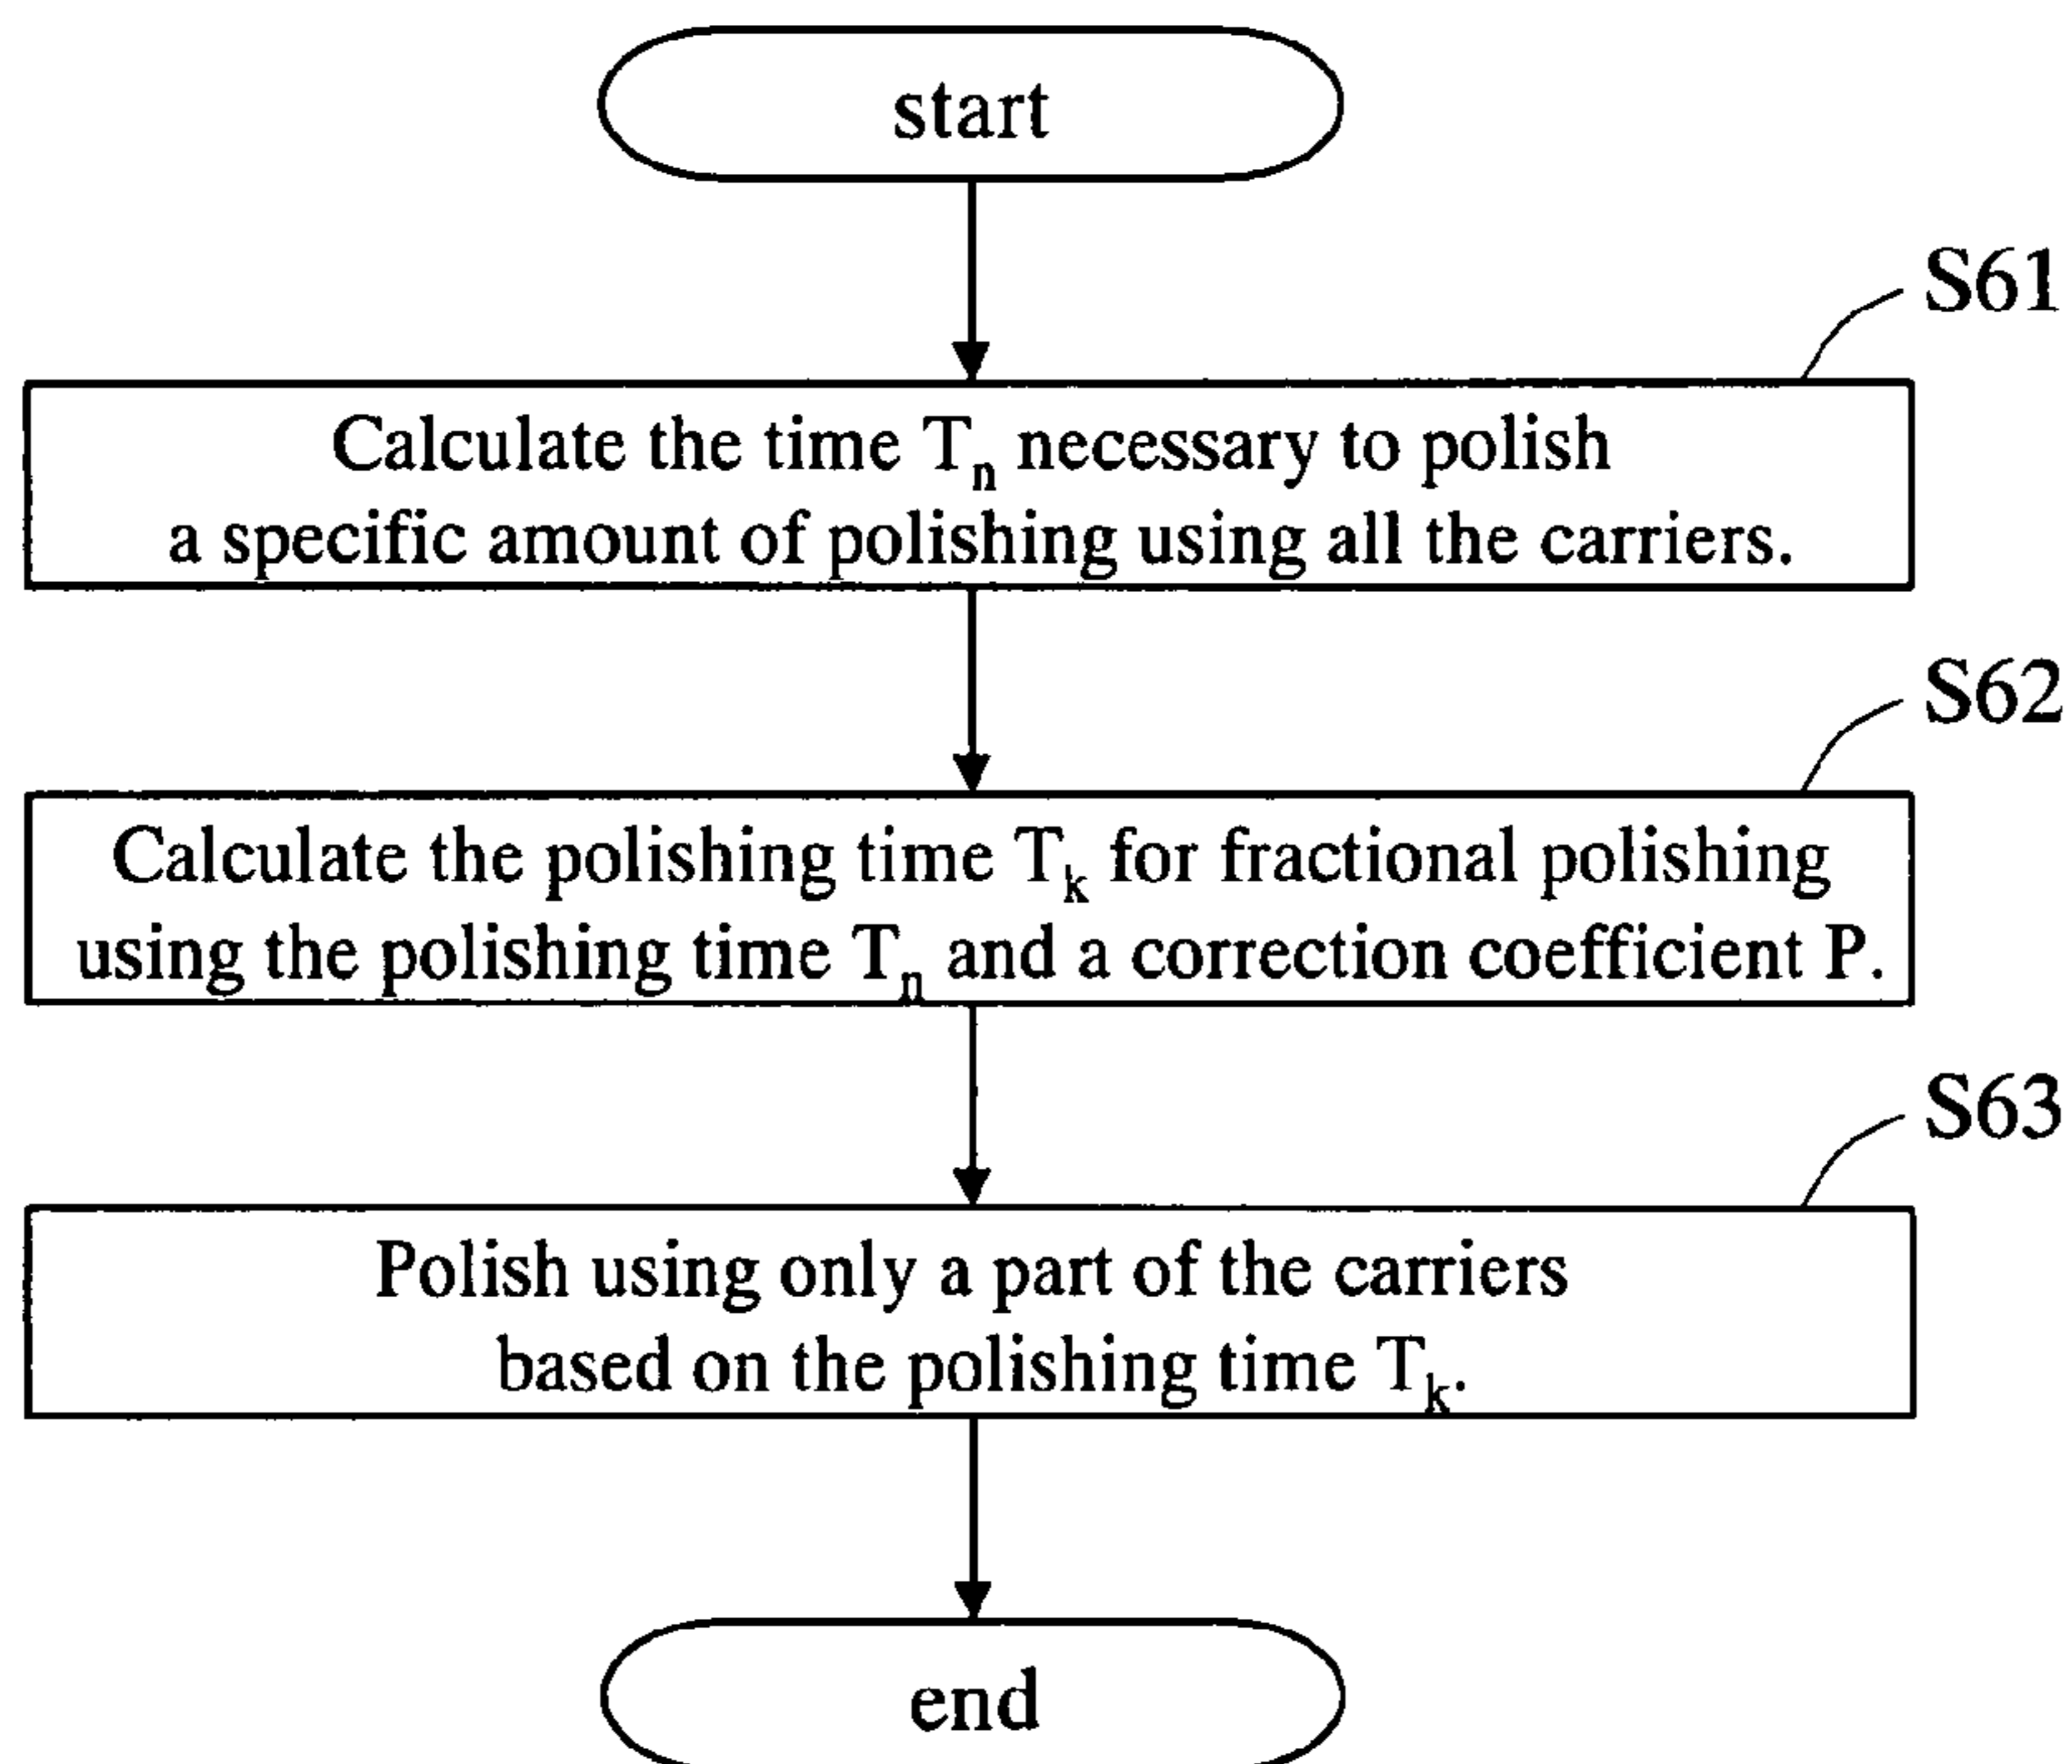 start
S61
Calculate the time Tn necessary to polish
a specific amount of polishing using all the carriers.
S62
Calculate the polishing time Tk for fractional polishing
using the polishing time Tn and a correction coefficient P.
S63
Polish using only a part of the carriers
based on the polishing time Tk.
end